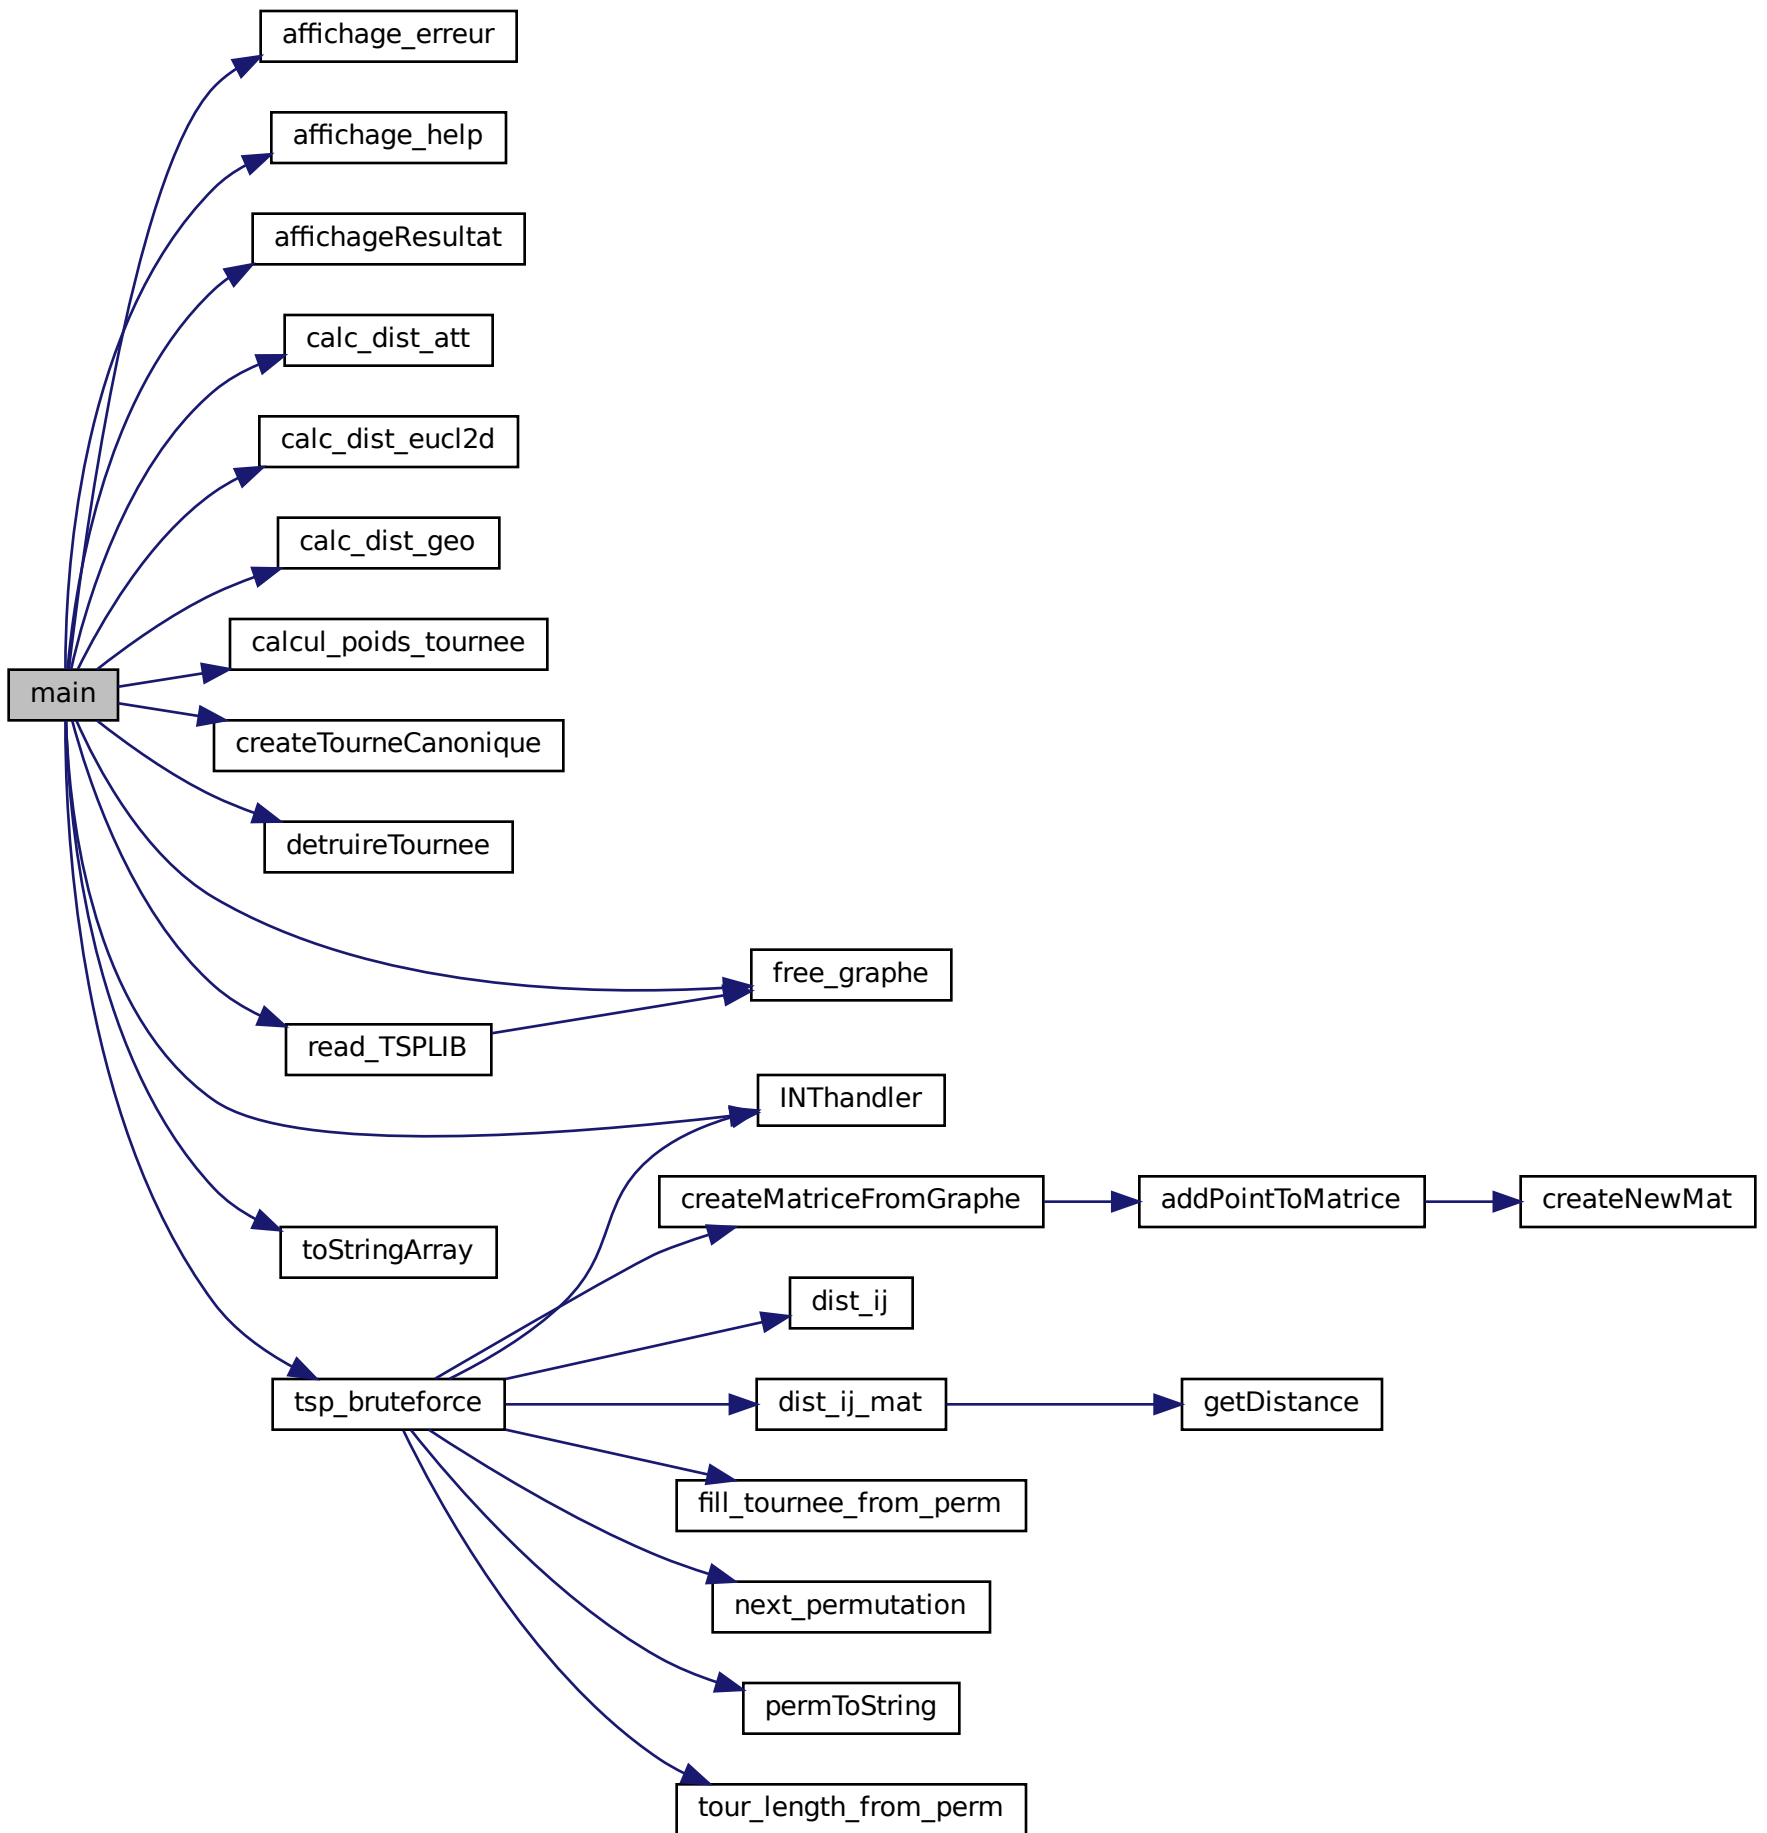 affichage_erreur
affichage_help
affichageResultat
calc_dist_att
calc_dist_eucl2d
calc_dist_geo
calcul_poids_tournee
main
createTourneCanonique
detruireTournee
free_graphe
read_TSPLIB
INThandler
createMatriceFromGraphe
addPointToMatrice
createNewMat
toStringArray
dist_ij
tsp_bruteforce
dist_ij_mat
getDistance
fill_tournee_from_perm
next_permutation
permToString
tour_length_from_perm